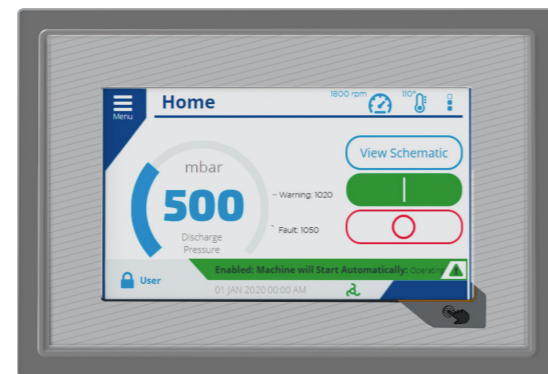 Menu
Home
1800 rpm
110°
View Schematic
mbar
500
Discharge
Pressure
- Warning: 1020
- Fault: 1050
Enabled: Machine will Start Automatically: Operating
User
01 JAN 2020 00:00 AM